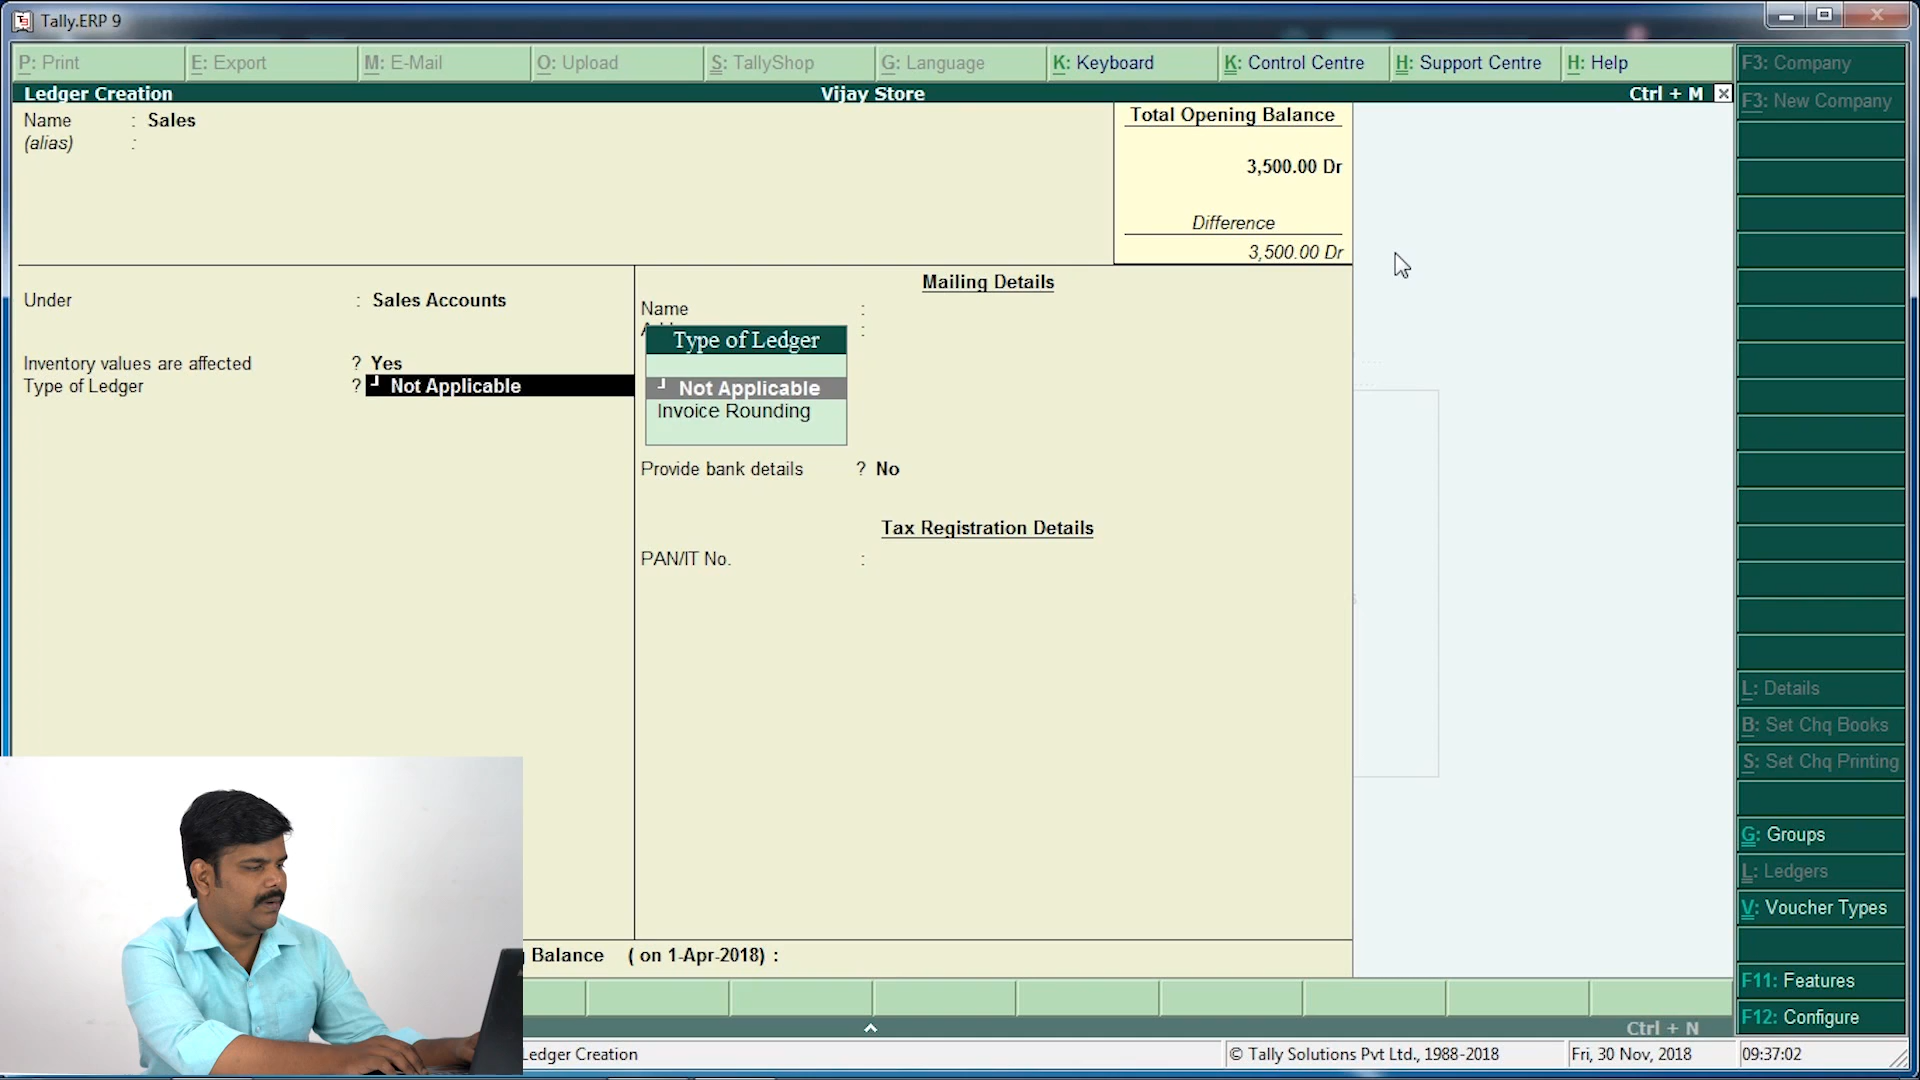 Tally.ERP 9
P: Print
E: Export
M: E-Mail
O: Upload
S: TallyShop
G: Language
K: Keyboard
K: Control Centre
H: Support Centre
H: Help
F3: Company
Ledger Creation
Vijay Store
Ctrl + M
F3: New Company
Name : Sales
(alias) :
Total Opening Balance
3,500.00 Dr
Difference
3,500.00 Dr
Under : Sales Accounts
Inventory values are affected ? Yes
Type of Ledger ? Not Applicable
Mailing Details
Name :
Type of Ledger
Not Applicable
Invoice Rounding
Provide bank details ? No
Tax Registration Details
PAN/IT No. :
L: Details
B: Set Chq Books
S: Set Chq Printing
G: Groups
L: Ledgers
V: Voucher Types
F11: Features
F12: Configure
Balance ( on 1-Apr-2018) :
Ctrl + N
Ledger Creation
© Tally Solutions Pvt Ltd., 1988-2018
Fri, 30 Nov, 2018
09:37:02